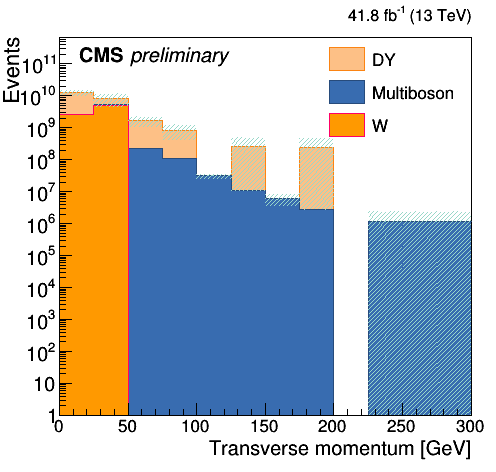 41.8 fb⁻¹ (13 TeV)
Events
CMS preliminary
DY
Multiboson
W
10¹¹
10¹⁰
10⁹
10⁸
10⁷
10⁶
10⁵
10⁴
10³
10²
10
1
0 50 100 150 200 250 300
Transverse momentum [GeV]